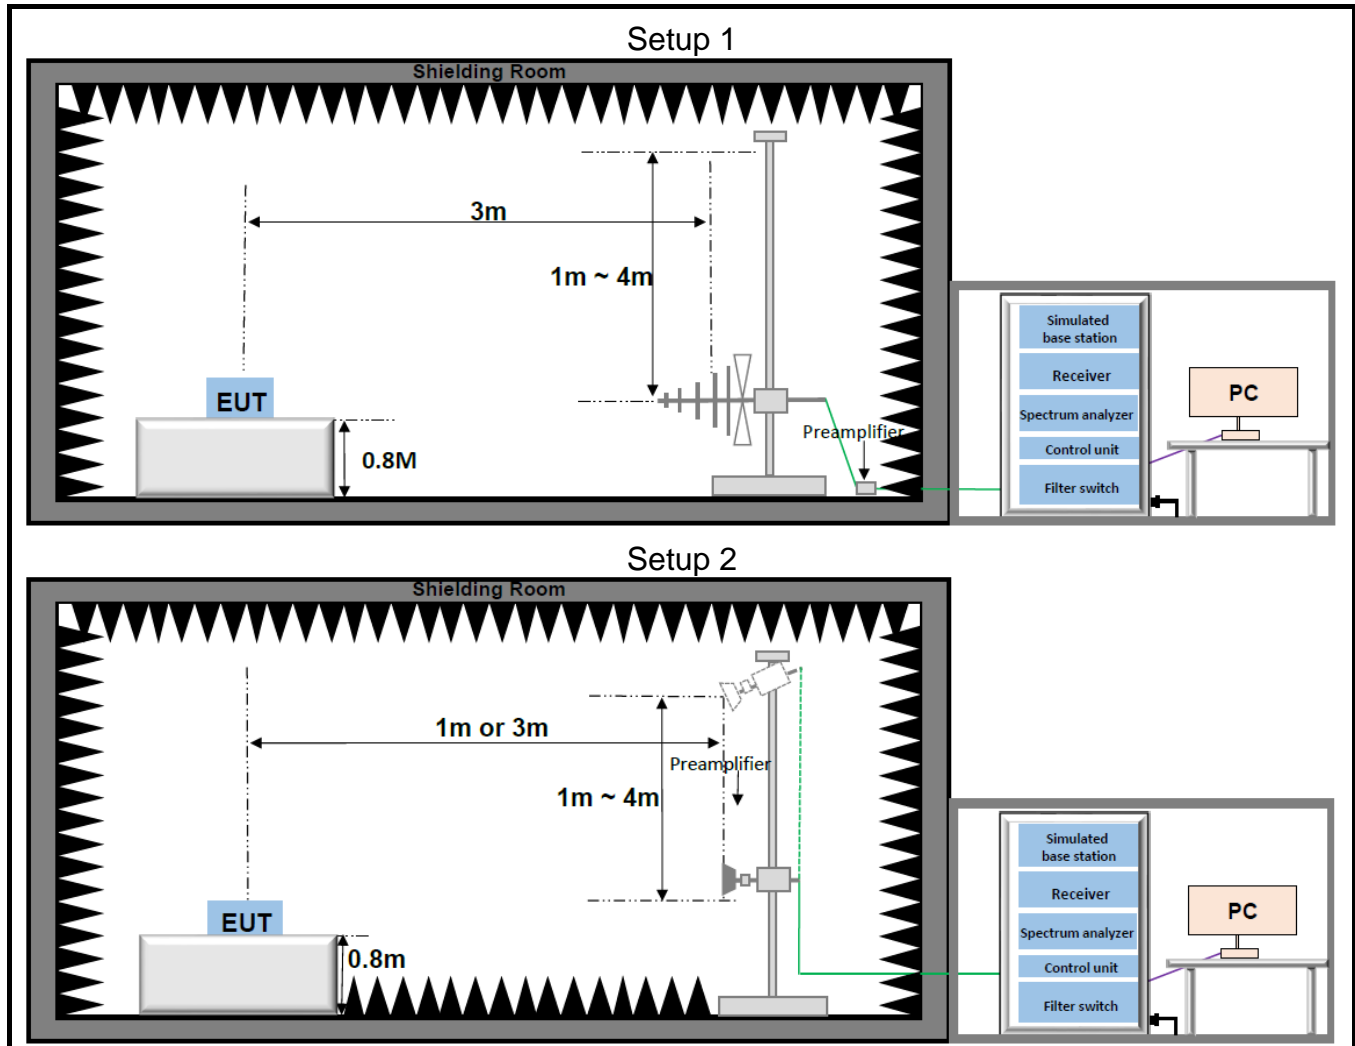 Setup 1
Shielding Room
3m
1m ~ 4m
EUT
0.8M
Preamplifier
Simulated
base station
Receiver
Spectrum analyzer
Control unit
Filter switch
PC
Setup 2
Shielding Room
1m or 3m
Preamplifier
1m ~ 4m
EUT
0.8m
Simulated
base station
Receiver
Spectrum analyzer
Control unit
Filter switch
PC